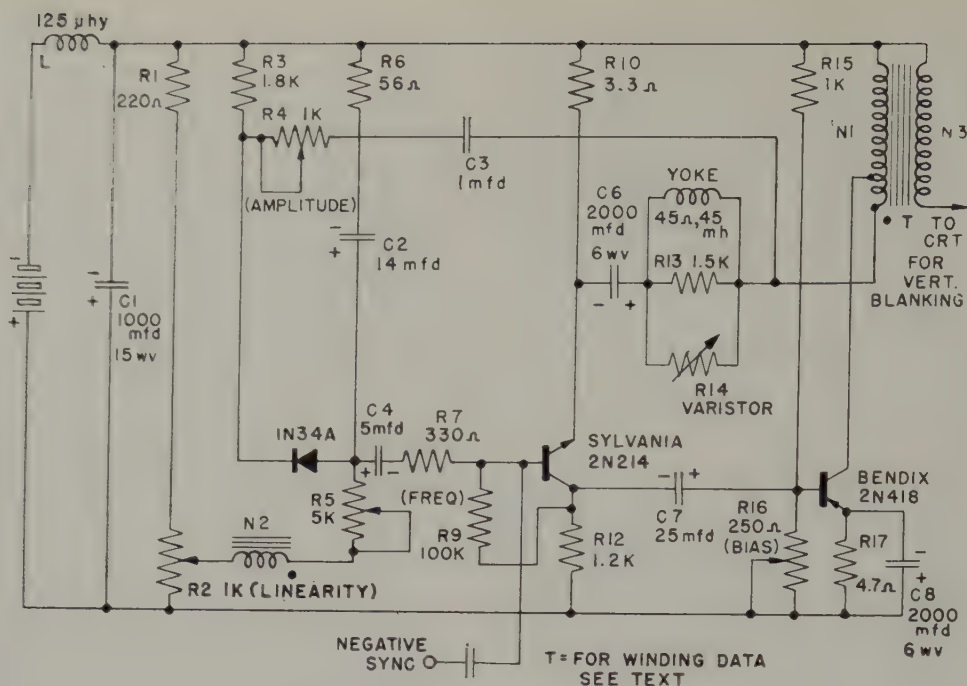 125 μhy
L
R1
220Ω
R3
1.8K
R4 1K
(AMPLITUDE)
R6
56Ω
C3
1mfd
R10
3.3Ω
R15
1K
N1
N3
T TO
CRT
FOR
VERT.
BLANKING
C6
2000
mfd
6wv
- +
YOKE
45Ω, 45
mh
R13 1.5K
R14
VARISTOR
-
+
C2
14mfd
-
+
-
+
C1
1000
mfd
15wv
1N34A
C4
5mfd
+ -
R7
330Ω
SYLVANIA
2N214
BENDIX
2N418
R5
5K
(FREQ)
R9
100K
- +
C7
25mfd
R12
1.2K
R16
250Ω
(BIAS)
R17
4.7Ω
-
+
C8
2000
mfd
6wv
N2
R2 1K (LINEARITY)
NEGATIVE
SYNC
T= FOR WINDING DATA
SEE TEXT